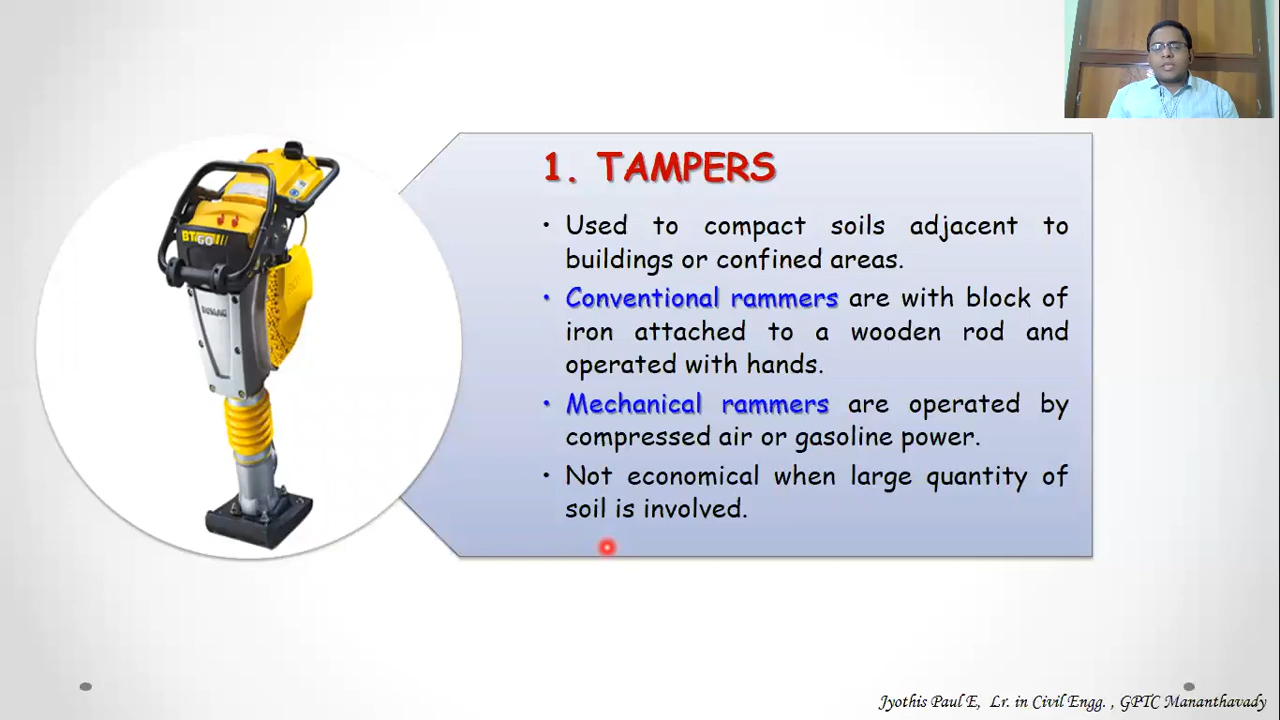 1. TAMPERS
• Used to compact soils adjacent to
buildings or confined areas.
• Conventional rammers are with block of
iron attached to a wooden rod and
operated with hands.
• Mechanical rammers are operated by
compressed air or gasoline power.
• Not economical when large quantity of
soil is involved.
BT60
BOMAG
Jyothis Paul E, Lr. in Civil Engg. , GPTC Mananthavady